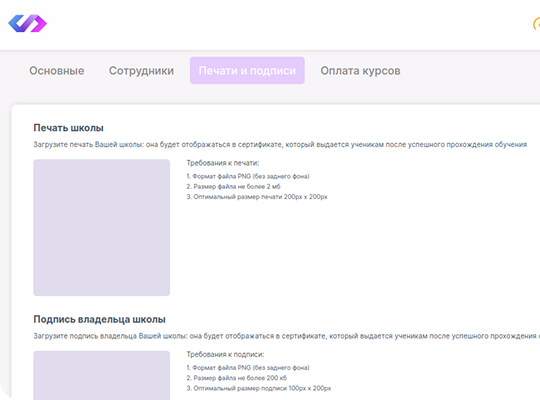 Основные Сотрудники Печати и подписи Оплата курсов
Печать школы
Загрузите печать Вашей школы: она будет отображаться в сертификате, который выдается ученикам после успешного прохождения обучения
Требования к печати:
1. Формат файла PNG (без заднего фона)
2. Размер файла не более 2 мб
3. Оптимальный размер печати 200px x 200px
Подпись владельца школы
Загрузите подпись владельца Вашей школы: она будет отображаться в сертификате, который выдается ученикам после успешного прохождения
Требования к подписи:
1. Формат файла PNG (без заднего фона)
2. Размер файла не более 200 кб
3. Оптимальный размер подписи 100px x 200px